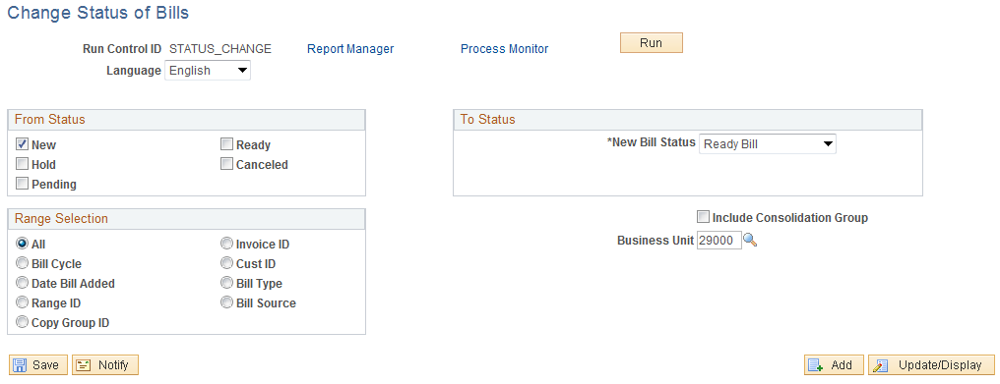 Change Status of Bills
Run Control ID STATUS_CHANGE Report Manager Process Monitor Run
Language English
From Status
New Ready
Hold Canceled
Pending
To Status
*New Bill Status Ready Bill
Range Selection
All Invoice ID
Bill Cycle Cust ID
Date Bill Added Bill Type
Range ID Bill Source
Copy Group ID
Include Consolidation Group
Business Unit 29000
Save Notify Add Update/Display